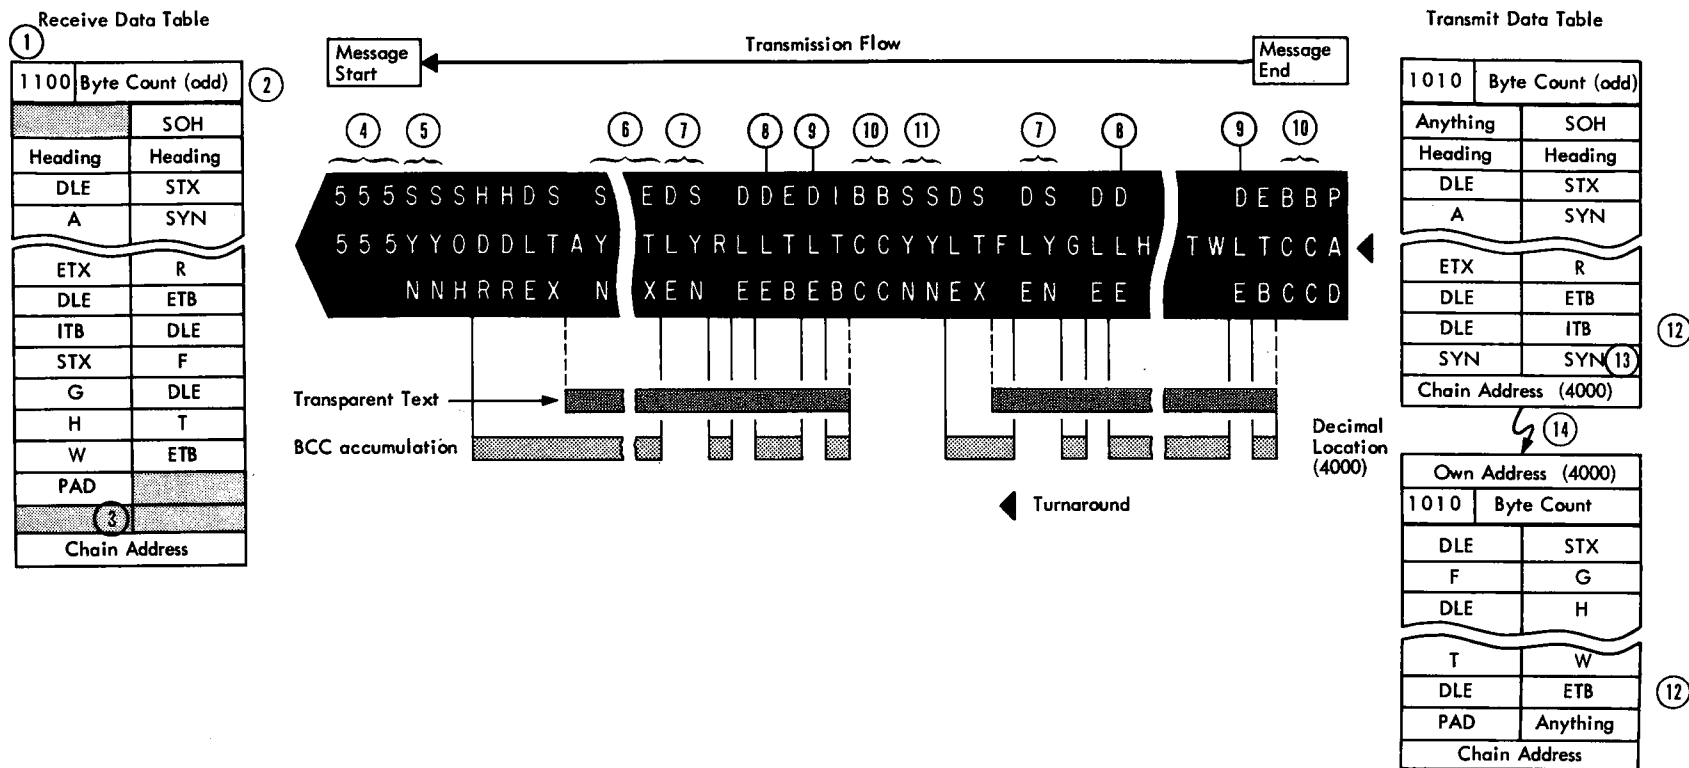 Receive Data Table
1
1100 Byte Count (odd) 2
SOH
Heading Heading
DLE STX
A SYN
ETX R
DLE ETB
ITB DLE
STX F
G DLE
H T
W ETB
PAD
3
Chain Address
Message Start
Transmission Flow
Message End
4 5 6 7 8 9 10 11 7 8 9 10
5 5 5 S S S H H D S S E D S D D E D I B B S S D S D S D D D E B B P
5 5 5 Y Y O D D L T A Y T L Y R L L T L T C C Y Y L T F L Y G L L H T W L T C C A
N N H R R E X N X E N E E B E B C C N N E X E N E E E B C C D
Transparent Text
BCC accumulation
Decimal Location (4000)
Turnaround
Transmit Data Table
1010 Byte Count (odd)
Anything SOH
Heading Heading
DLE STX
A SYN
ETX R
DLE ETB
DLE ITB 12
SYN SYN 13
Chain Address (4000)
14
Own Address (4000)
1010 Byte Count
DLE STX
F G
DLE H
T W
DLE ETB 12
PAD Anything
Chain Address